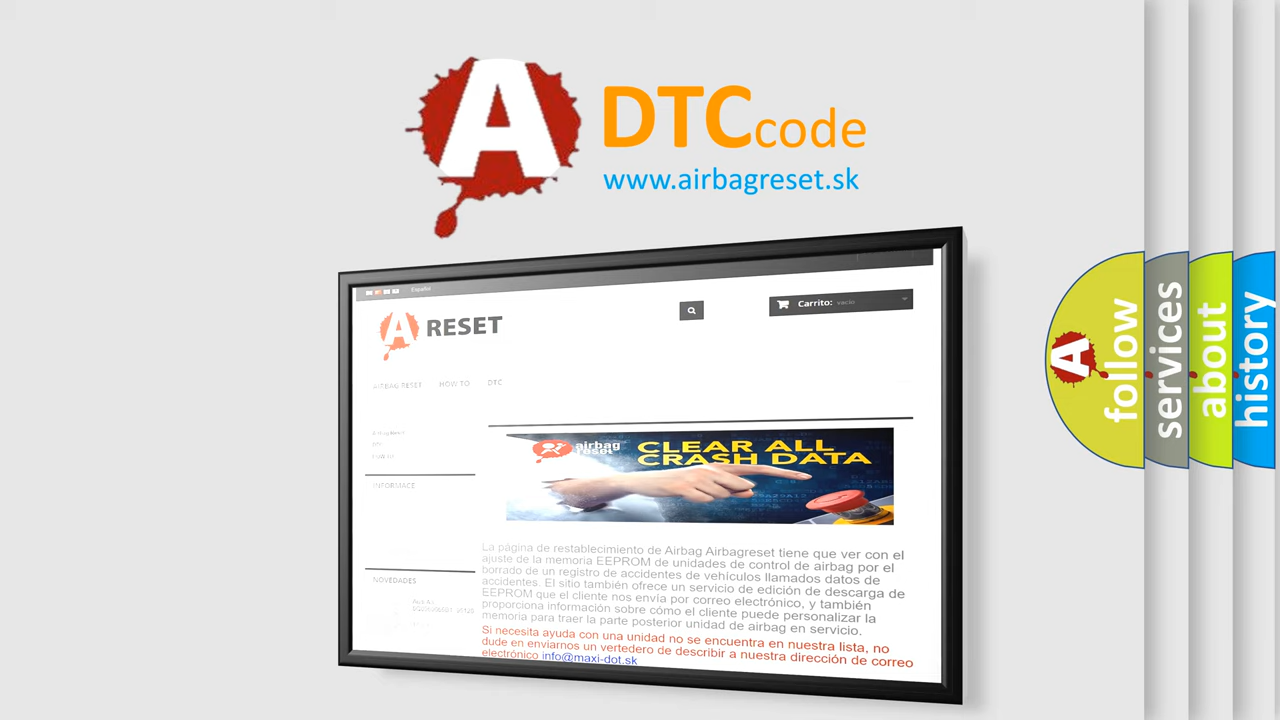 A
DTC code
www.airbagreset.sk
Español
A RESET
Carrito: vacío
AIRBAG RESET HOW TO DTC
INFORMACE
airbag
reset
CLEAR ALL
CRASH DATA
La página de restablecimiento de Airbag Airbagreset tiene que ver con el
ajuste de la memoria EEPROM de unidades de control de airbag por el
borrado de un registro de accidentes de vehículos llamados datos de
accidentes. El sitio también ofrece un servicio de edición de descarga de
EEPROM que el cliente nos envía por correo electrónico, y también
proporciona información sobre cómo el cliente puede personalizar la
memoria para traer la parte posterior unidad de airbag en servicio.
Si necesita ayuda con una unidad no se encuentra en nuestra lista, no
dude en enviarnos un vertedero de describir a nuestra dirección de correo
electrónico info@maxi-dot.sk
NOVEDADES
A
follow
services
about
history